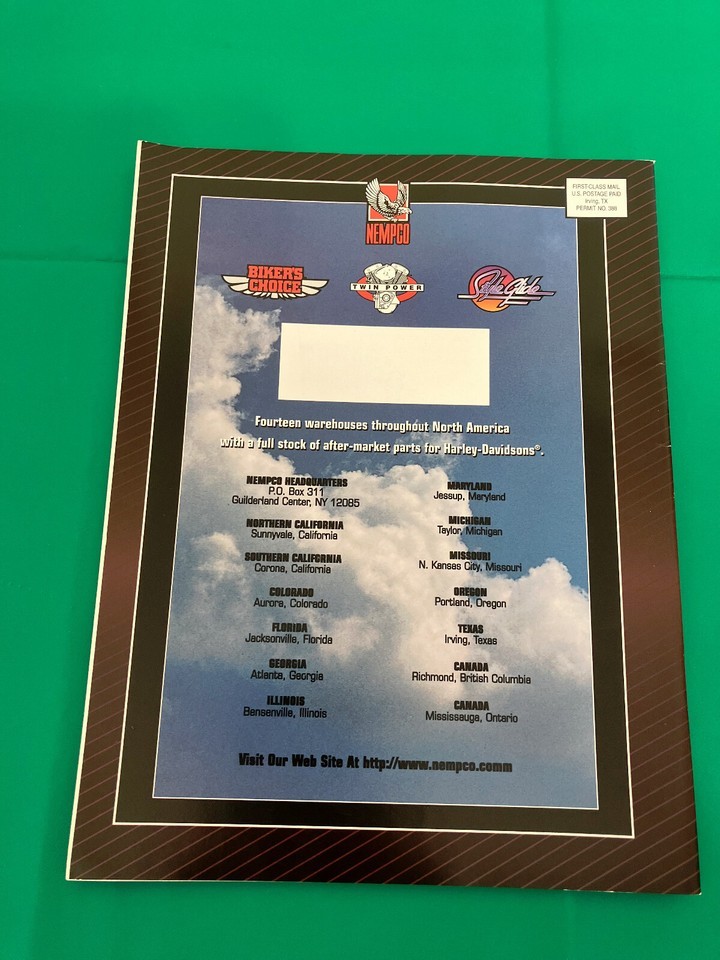 FIRST-CLASS MAIL
U.S. POSTAGE PAID
Irving, TX
PERMIT NO. 388
NEMPCO
BIKER'S
CHOICE
TWIN POWER
Style Glide
Fourteen warehouses throughout North America
with a full stock of after-market parts for Harley-Davidsons®.
NEMPCO HEADQUARTERS
P.O. Box 311
Guilderland Center, NY 12085
NORTHERN CALIFORNIA
Sunnyvale, California
SOUTHERN CALIFORNIA
Corona, California
COLORADO
Aurora, Colorado
FLORIDA
Jacksonville, Florida
GEORGIA
Atlanta, Georgia
ILLINOIS
Bensenville, Illinois
MARYLAND
Jessup, Maryland
MICHIGAN
Taylor, Michigan
MISSOURI
N. Kansas City, Missouri
OREGON
Portland, Oregon
TEXAS
Irving, Texas
CANADA
Richmond, British Columbia
CANADA
Mississauga, Ontario
Visit Our Web Site At http://www.nempco.comm